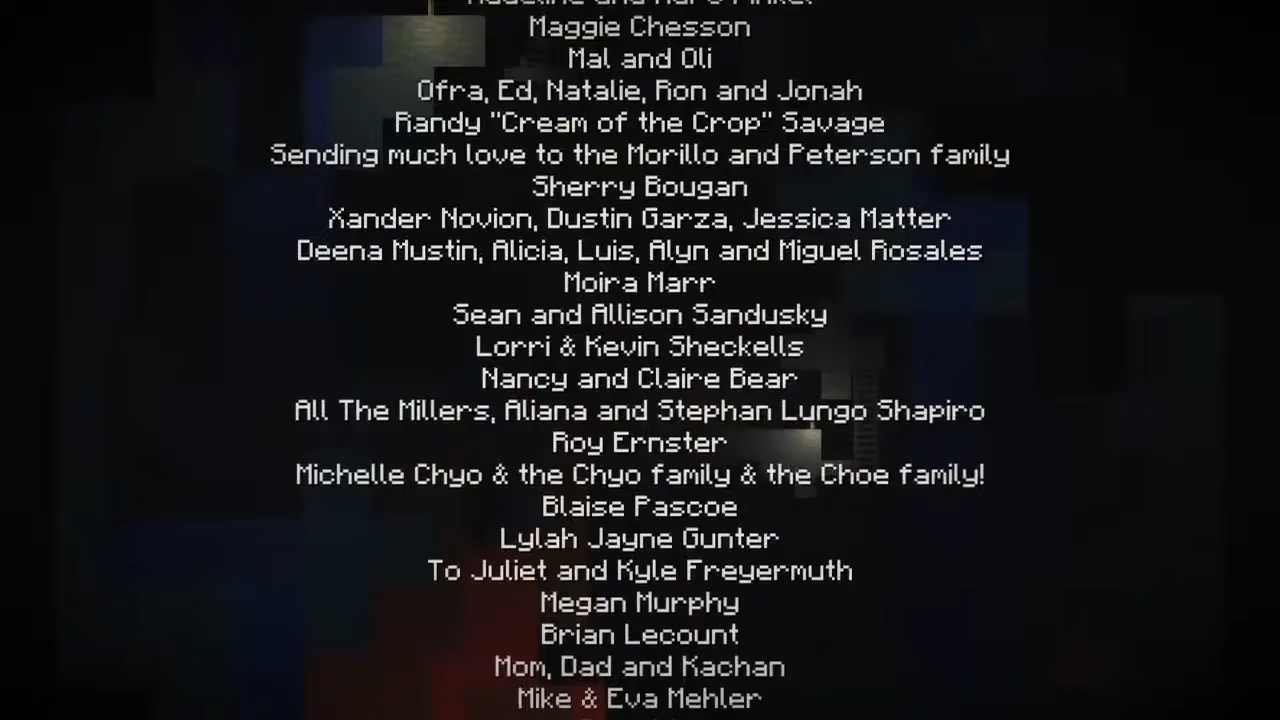 Maggie Chesson
Mal and Oli
Ofra, Ed, Natalie, Ron and Jonah
Randy "Cream of the Crop" Savage
Sending much love to the Morillo and Peterson family
Sherry Bougan
Xander Novion, Dustin Garza, Jessica Matter
Deena Mustin, Alicia, Luis, Alyn and Miguel Rosales
Moira Marr
Sean and Allison Sandusky
Lorri & Kevin Sheckells
Nancy and Claire Bear
All The Millers, Aliana and Stephan Lungo Shapiro
Roy Ernster
Michelle Chyo & the Chyo family & the Choe family!
Blaise Pascoe
Lylah Jayne Gunter
To Juliet and Kyle Freyermuth
Megan Murphy
Brian Lecount
Mom, Dad and Kachan
Mike & Eva Mehler